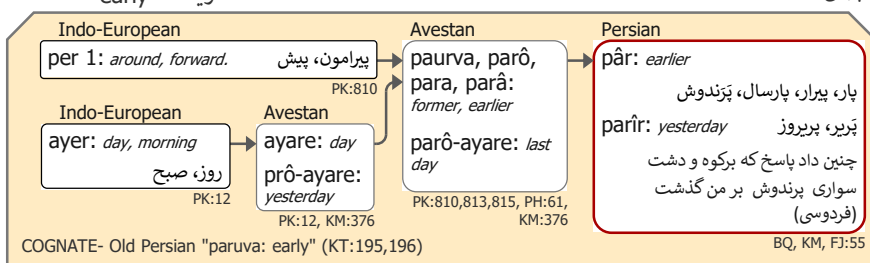 Indo-European
per 1: around, forward. پیرامون، پیش
PK:810
Indo-European
ayer: day, morning
روز، صبح
PK:12
Avestan
ayare: day
prô-ayare:
yesterday
PK:12, KM:376
Avestan
paurva, parô,
para, parâ:
former, earlier
parô-ayare: last
day
PK:810,813,815, PH:61,
KM:376
Persian
pâr: earlier
پار، پیرار، پارسال، پَرَندوش
parîr: yesterday پَریر، پریروز
چنین داد پاسخ که برکوه و دشت
سواری پرندوش بر من گذشت
(فردوسی)
BQ, KM, FJ:55
COGNATE- Old Persian "paruva: early" (KT:195,196)